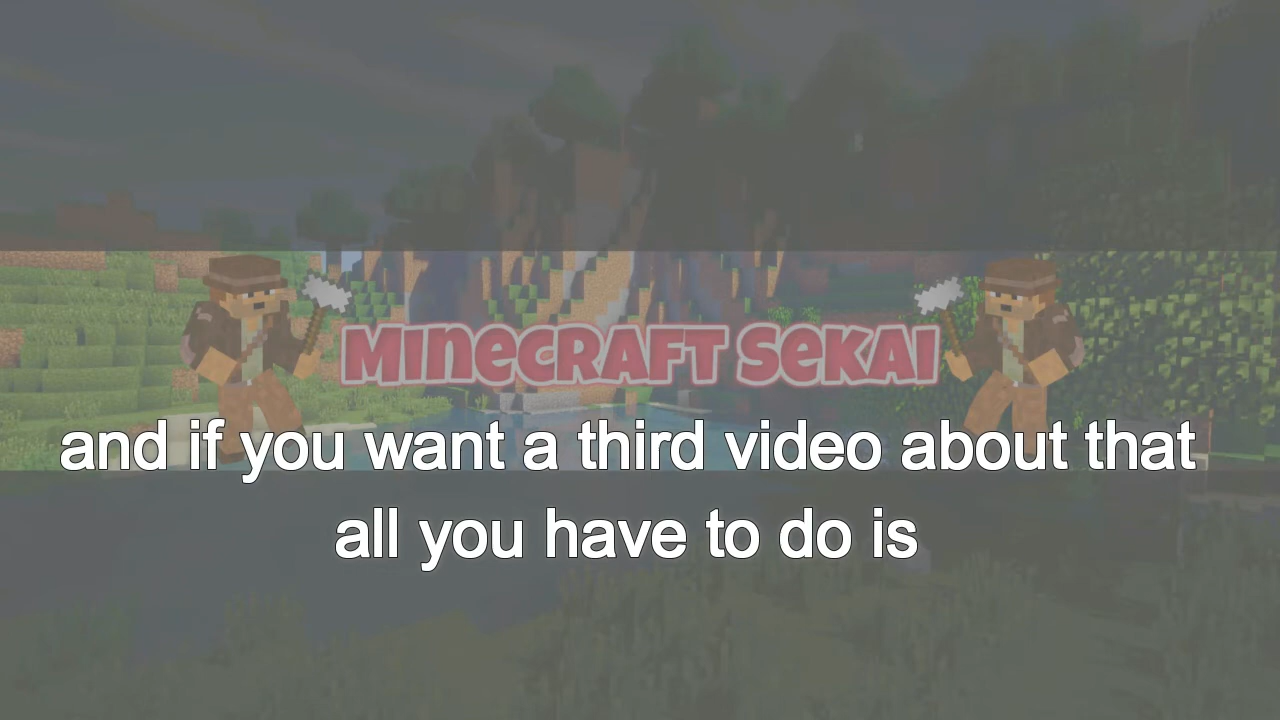 MINECRAFT SEKAI
and if you want a third video about that
all you have to do is